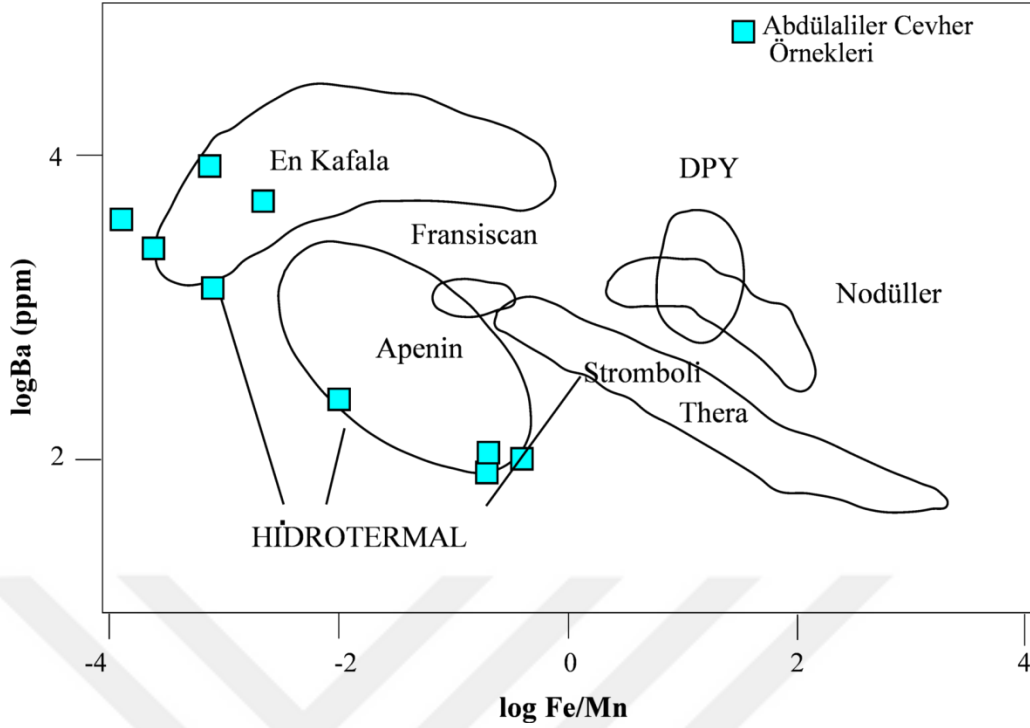 Abdülaliler Cevher
Örnekleri
4
En Kafala
DPY
Fransiscan
Nodüller
logBa (ppm)
Apenin
Stromboli
Thera
2
HİDROTERMAL
-4
-2
0
2
4
log Fe/Mn